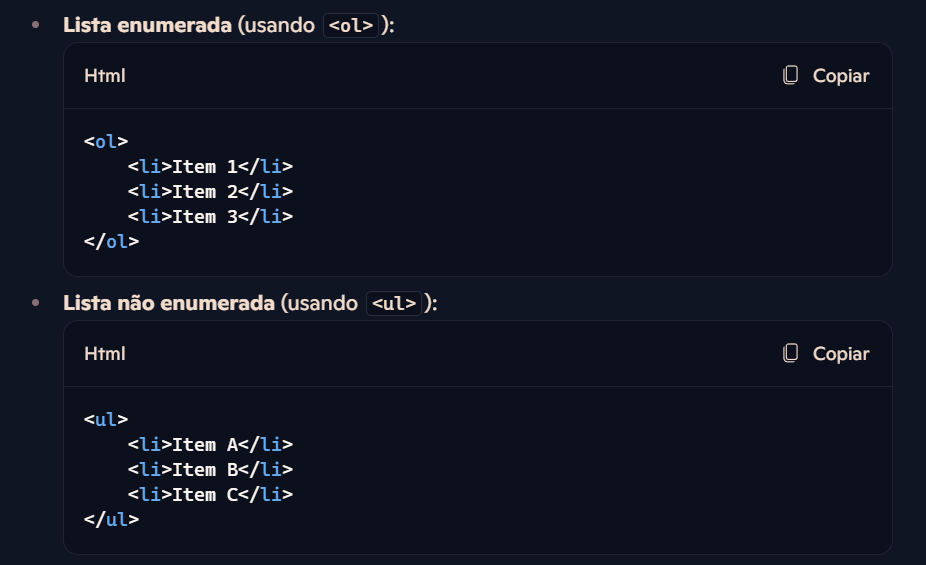 Lista enumerada (usando <ol>):
Html Copiar
<ol>
    <li>Item 1</li>
    <li>Item 2</li>
    <li>Item 3</li>
</ol>
Lista não enumerada (usando <ul>):
Html Copiar
<ul>
    <li>Item A</li>
    <li>Item B</li>
    <li>Item C</li>
</ul>